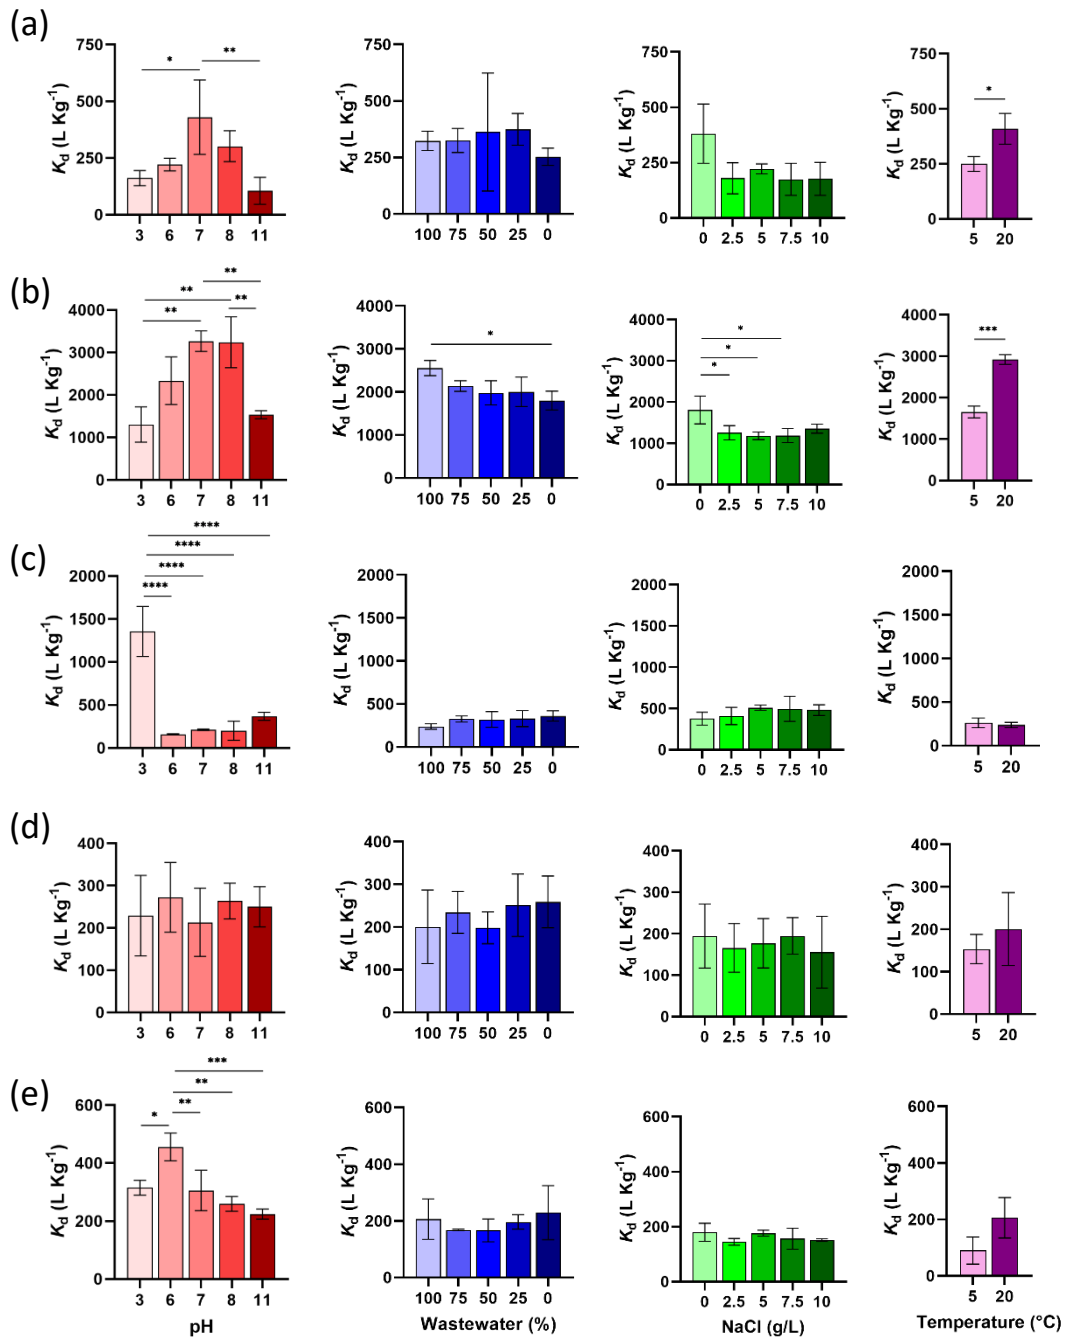 (a)
750
500
250
0
Kd (L Kg-1)
* **
3 6 7 8 11
750
500
250
0
Kd (L Kg-1)
100 75 50 25 0
750
500
250
0
Kd (L Kg-1)
0 2.5 5 7.5 10
750
500
250
0
Kd (L Kg-1)
*
5 20
(b)
4000
3000
2000
1000
0
Kd (L Kg-1)
**
**
** **
3 6 7 8 11
4000
3000
2000
1000
0
Kd (L Kg-1)
*
100 75 50 25 0
4000
3000
2000
1000
0
Kd (L Kg-1)
*
*
*
0 2.5 5 7.5 10
4000
3000
2000
1000
0
Kd (L Kg-1)
***
5 20
(c)
2000
1500
1000
500
0
Kd (L Kg-1)
****
****
****
****
3 6 7 8 11
2000
1500
1000
500
0
Kd (L Kg-1)
100 75 50 25 0
2000
1500
1000
500
0
Kd (L Kg-1)
0 2.5 5 7.5 10
2000
1500
1000
500
0
Kd (L Kg-1)
5 20
(d)
400
300
200
100
0
Kd (L Kg-1)
3 6 7 8 11
400
300
200
100
0
Kd (L Kg-1)
100 75 50 25 0
400
300
200
100
0
Kd (L Kg-1)
0 2.5 5 7.5 10
400
300
200
100
0
Kd (L Kg-1)
5 20
(e)
600
400
200
0
Kd (L Kg-1)
***
**
**
*
3 6 7 8 11
pH
600
400
200
0
Kd (L Kg-1)
100 75 50 25 0
Wastewater (%)
600
400
200
0
Kd (L Kg-1)
0 2.5 5 7.5 10
NaCl (g/L)
600
400
200
0
Kd (L Kg-1)
5 20
Temperature (°C)